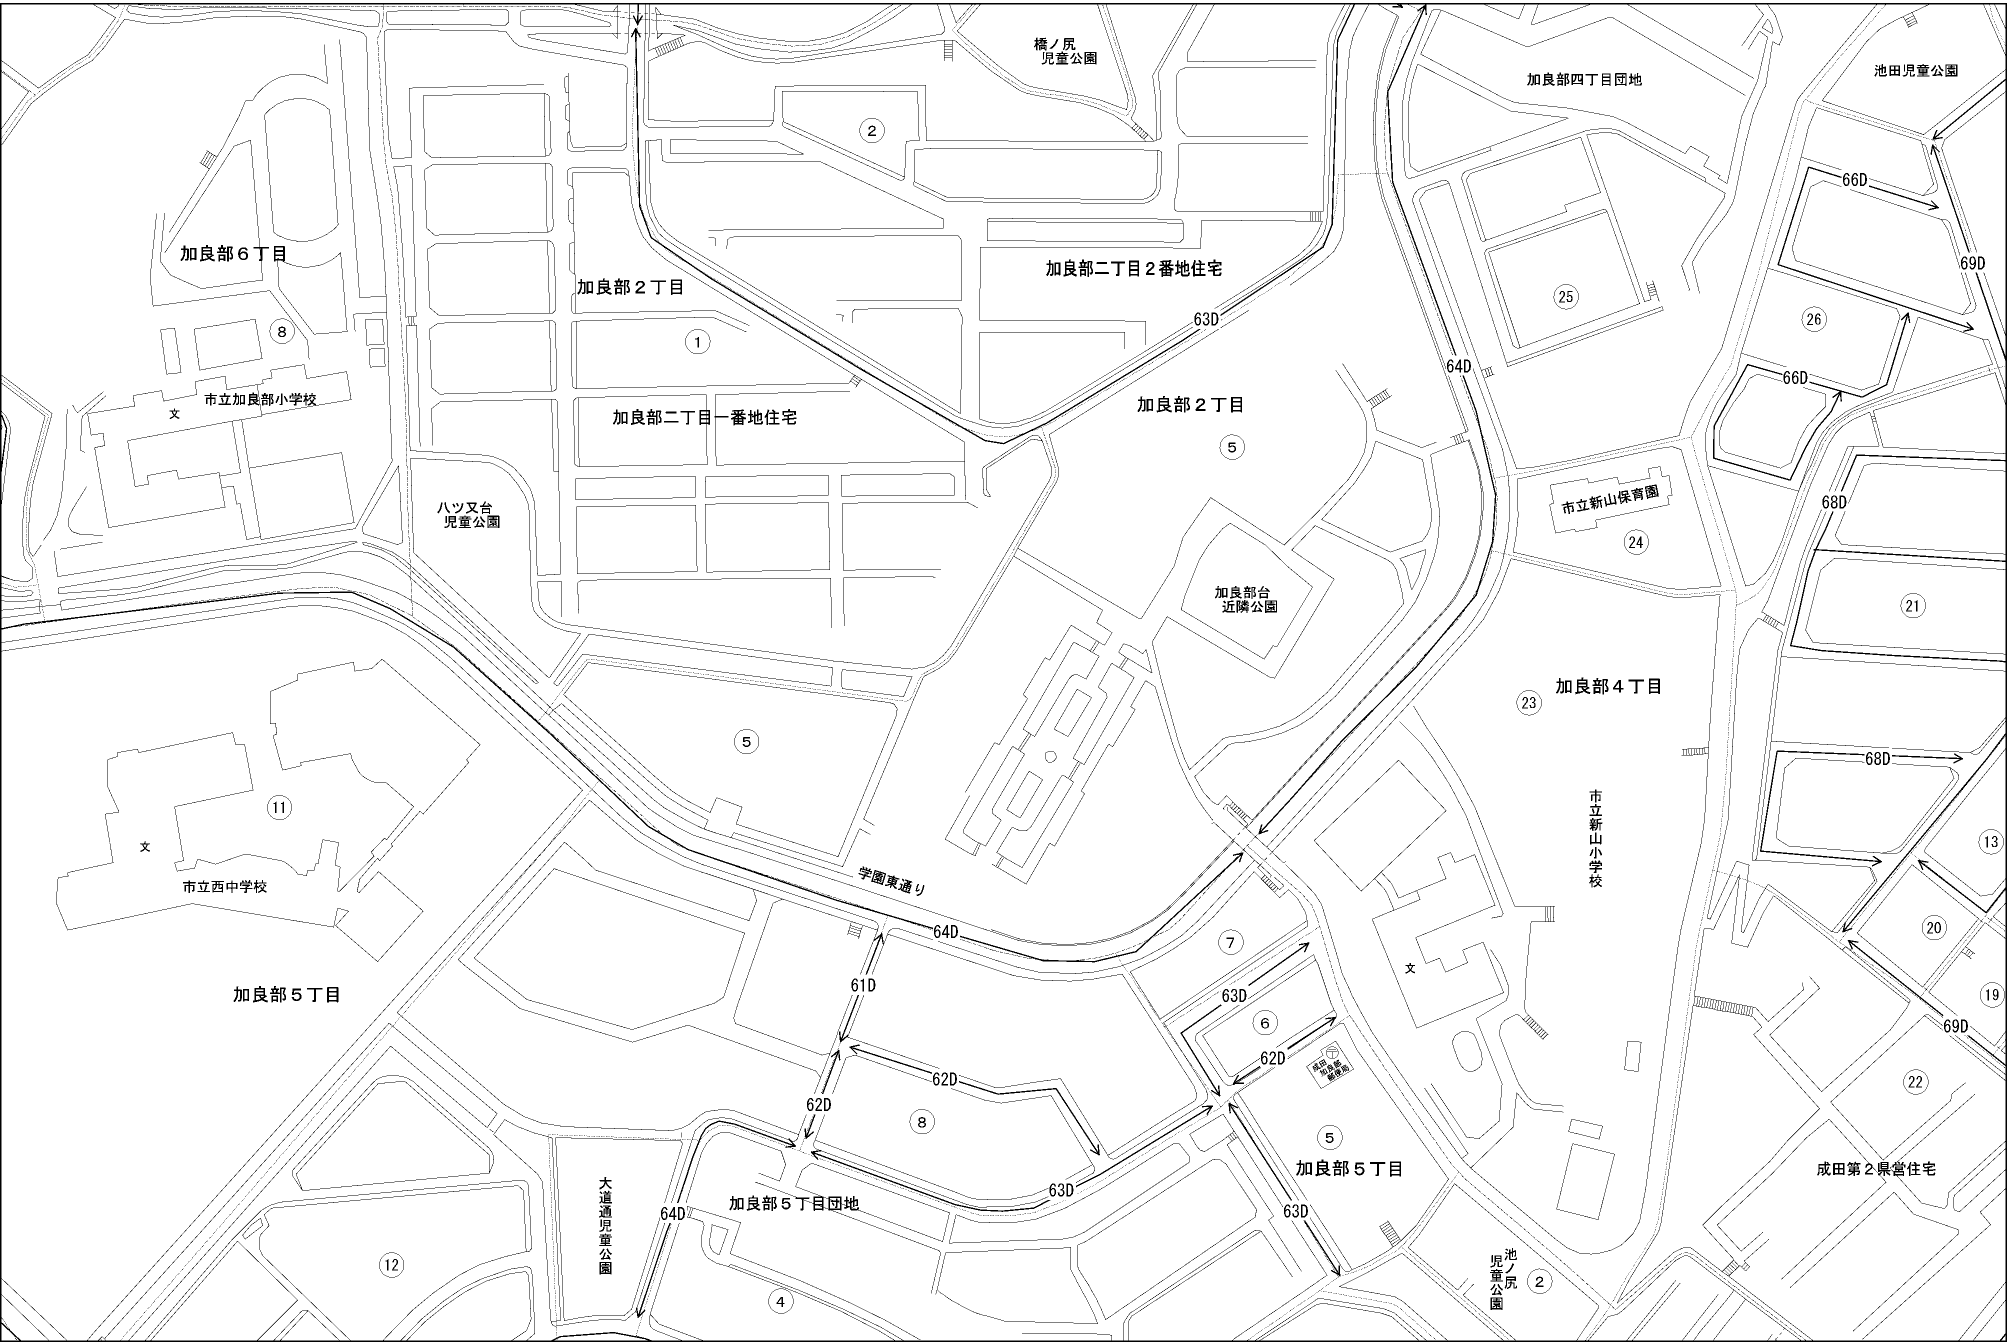 橋ノ尻
児童公園
加良部四丁目団地
池田児童公園
②
66D
加良部６丁目
69D
加良部二丁目２番地住宅
加良部２丁目
㉕
63D
㉖
⑧
①
64D
66D
市立加良部小学校
文
加良部２丁目
加良部二丁目一番地住宅
⑤
市立新山保育園
68D
八ツ又台
児童公園
㉔
加良部台
近隣公園
㉑
加良部４丁目
㉓
⑤
68D
市立新山小学校
⑪
⑬
文
市立西中学校
学園東通り
64D
⑦
⑳
文
61D
加良部５丁目
63D
⑲
⑥
69D
62D
成田
加良部
郵便局
62D
㉒
62D
⑧
⑤
加良部５丁目
成田第２県営住宅
63D
大道通児童公園
加良部５丁目団地
64D
63D
⑫
池ノ尻
児童公園
②
④